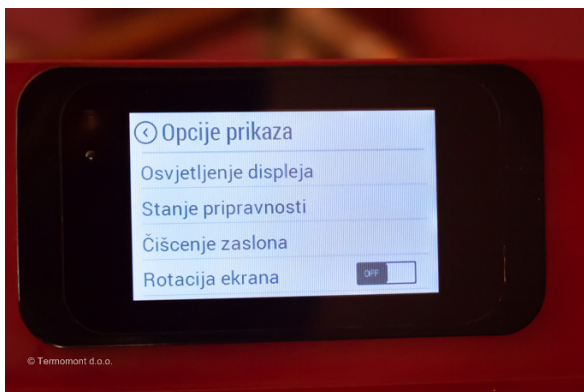 Opcije prikaza
Osvjetljenje displeja
Stanje pripravnosti
Čišcenje zaslona
Rotacija ekrana OFF
© Termomont d.o.o.